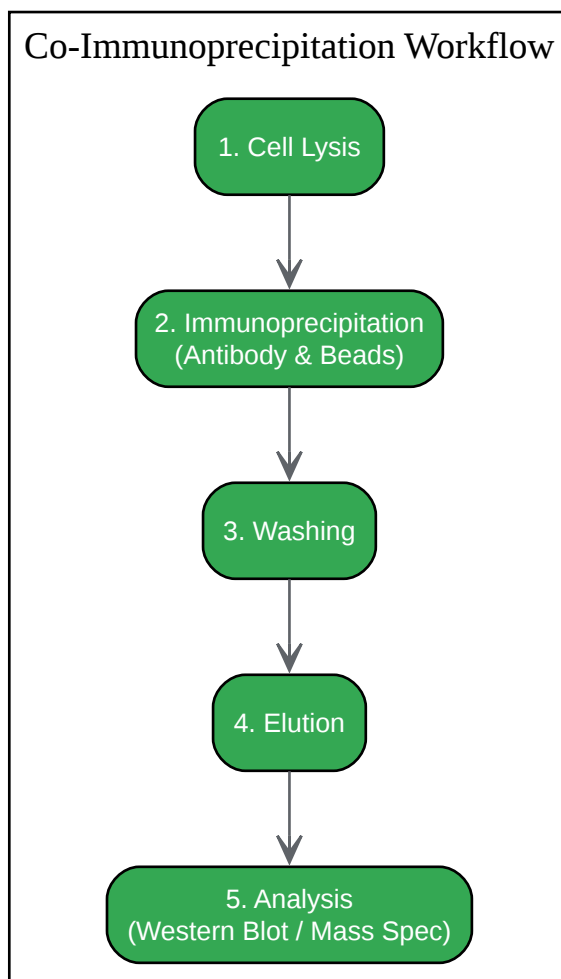 Co-Immunoprecipitation Workflow
1. Cell Lysis
2. Immunoprecipitation
(Antibody & Beads)
3. Washing
4. Elution
5. Analysis
(Western Blot / Mass Spec)